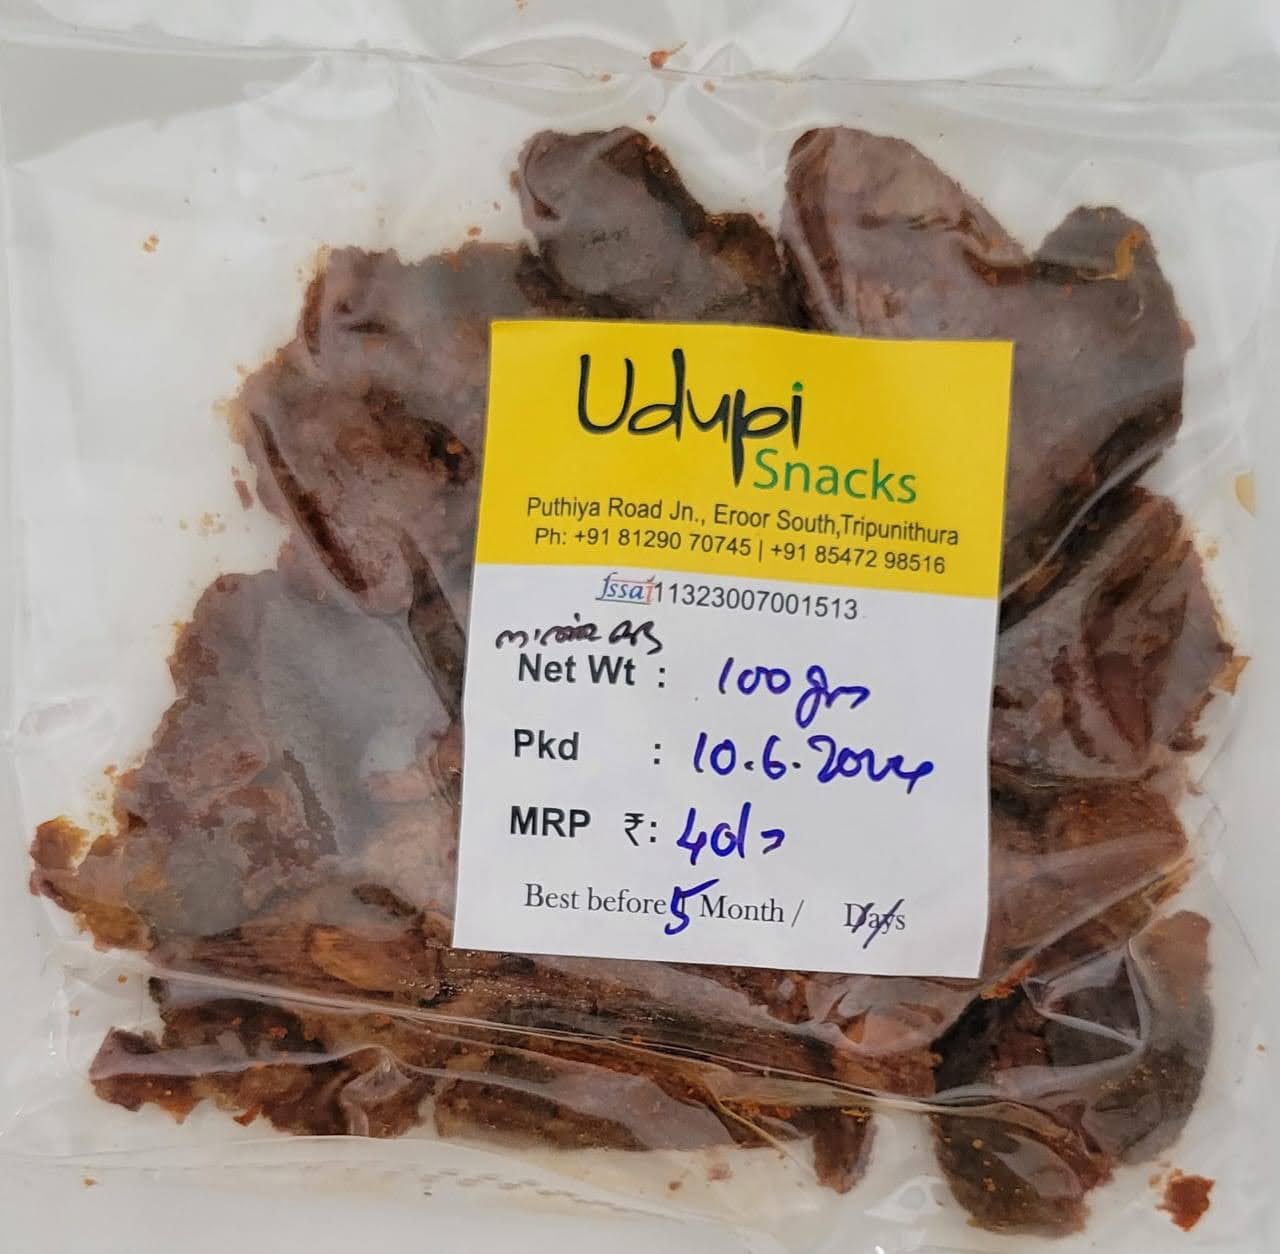 Udupi
Snacks
Puthiya Road Jn., Eroor South,Tripunithura
Ph: +91 81290 70745 | +91 85472 98516
fssai 11323007001513
Net Wt : 100 gm
Pkd : 10.6.2024
MRP ₹: 40/-
Best before 5 Month / Days